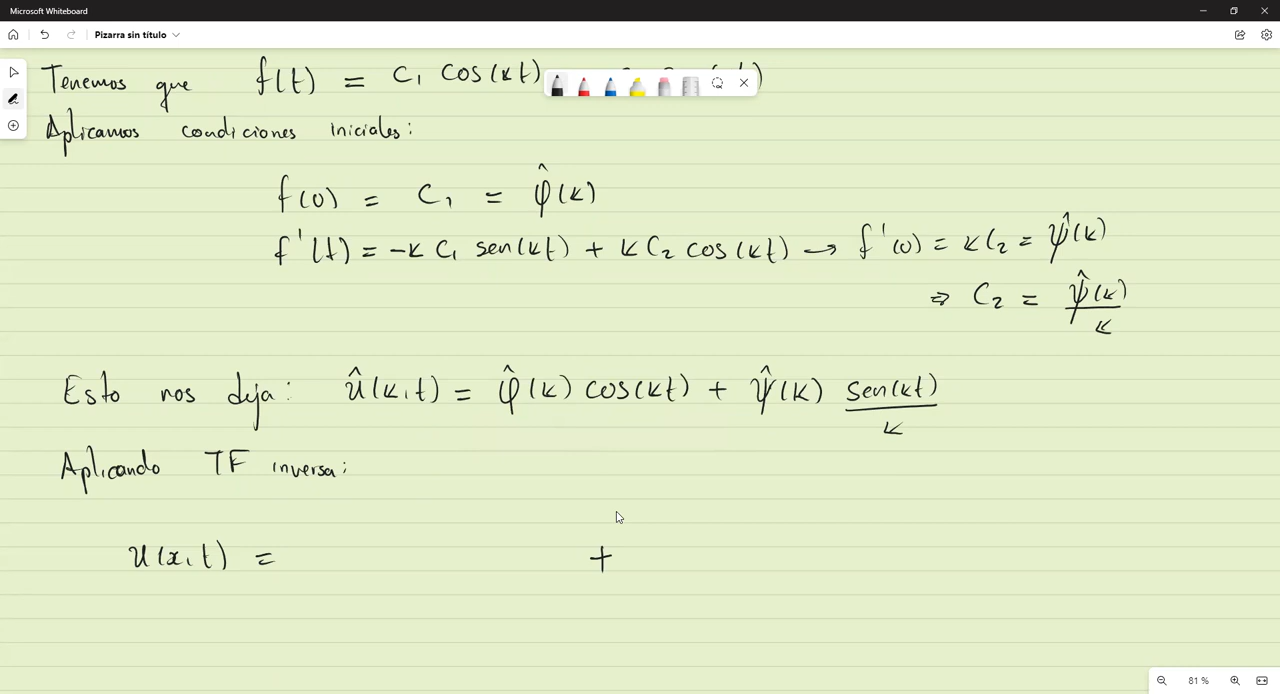 Microsoft Whiteboard
Pizarra sin título
Tenemos que f(t) = C₁ cos(kt)
Aplicamos condiciones iniciales:
f(0) = C₁ = φ̂(k)
f'(t) = -k C₁ sen(kt) + k C₂ cos(kt) → f'(0) = k C₂ = ψ̂(k)
⇒ C₂ = ψ̂(k)/k
Esto nos deja: û(k,t) = φ̂(k) cos(kt) + ψ̂(k) sen(kt)/k
Aplicando TF inversa:
u(x,t) = +
81 %